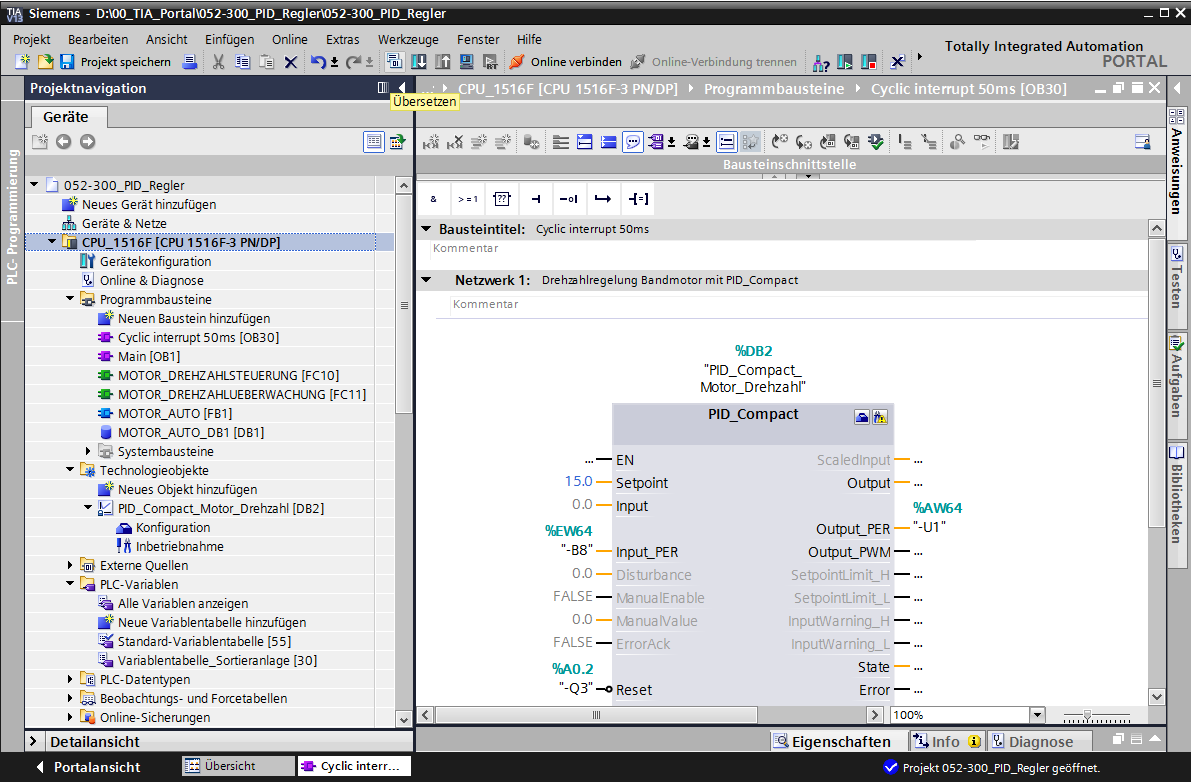 Siemens - D:\00_TIA_Portal\052-300_PID_Regler\052-300_PID_Regler
Projekt Bearbeiten Ansicht Einfügen Online Extras Werkzeuge Fenster Hilfe
Totally Integrated Automation
PORTAL
Projekt speichern Online verbinden Online-Verbindung trennen
Projektnavigation
... CPU_1516F [CPU 1516F-3 PN/DP] Programmbausteine Cyclic interrupt 50ms [OB30]
Übersetzen
Geräte
Bausteinschnittstelle
PLC-Programmierung
052-300_PID_Regler
Neues Gerät hinzufügen
Geräte & Netze
CPU_1516F [CPU 1516F-3 PN/DP]
Gerätekonfiguration
Online & Diagnose
Programmbausteine
Neuen Baustein hinzufügen
Cyclic interrupt 50ms [OB30]
Main [OB1]
MOTOR_DREHZAHLSTEUERUNG [FC10]
MOTOR_DREHZAHLUEBERWACHUNG [FC11]
MOTOR_AUTO [FB1]
MOTOR_AUTO_DB1 [DB1]
Systembausteine
Technologieobjekte
Neues Objekt hinzufügen
PID_Compact_Motor_Drehzahl [DB2]
Konfiguration
Inbetriebnahme
Externe Quellen
PLC-Variablen
Alle Variablen anzeigen
Neue Variablentabelle hinzufügen
Standard-Variablentabelle [55]
Variablentabelle_Sortieranlage [30]
PLC-Datentypen
Beobachtungs- und Forcetabellen
Online-Sicherungen
Detailansicht
& >=1 ??
Bausteintitel: Cyclic interrupt 50ms
Kommentar
Netzwerk 1: Drehzahlregelung Bandmotor mit PID_Compact
Kommentar
%DB2
"PID_Compact_
Motor_Drehzahl"
PID_Compact
... EN ScaledInput ...
15.0 Setpoint Output ...
0.0 Input
%AW64
Output_PER "-U1"
%EW64
"-B8" Input_PER Output_PWM ...
0.0 Disturbance SetpointLimit_H ...
FALSE ManualEnable SetpointLimit_L ...
0.0 ManualValue InputWarning_H ...
FALSE ErrorAck InputWarning_L ...
State ...
%A0.2
"-Q3" Reset Error ...
100%
Eigenschaften Info Diagnose
Anweisungen
Testen
Aufgaben
Bibliotheken
Portalansicht Übersicht Cyclic interr... Projekt 052-300_PID_Regler geöffnet.